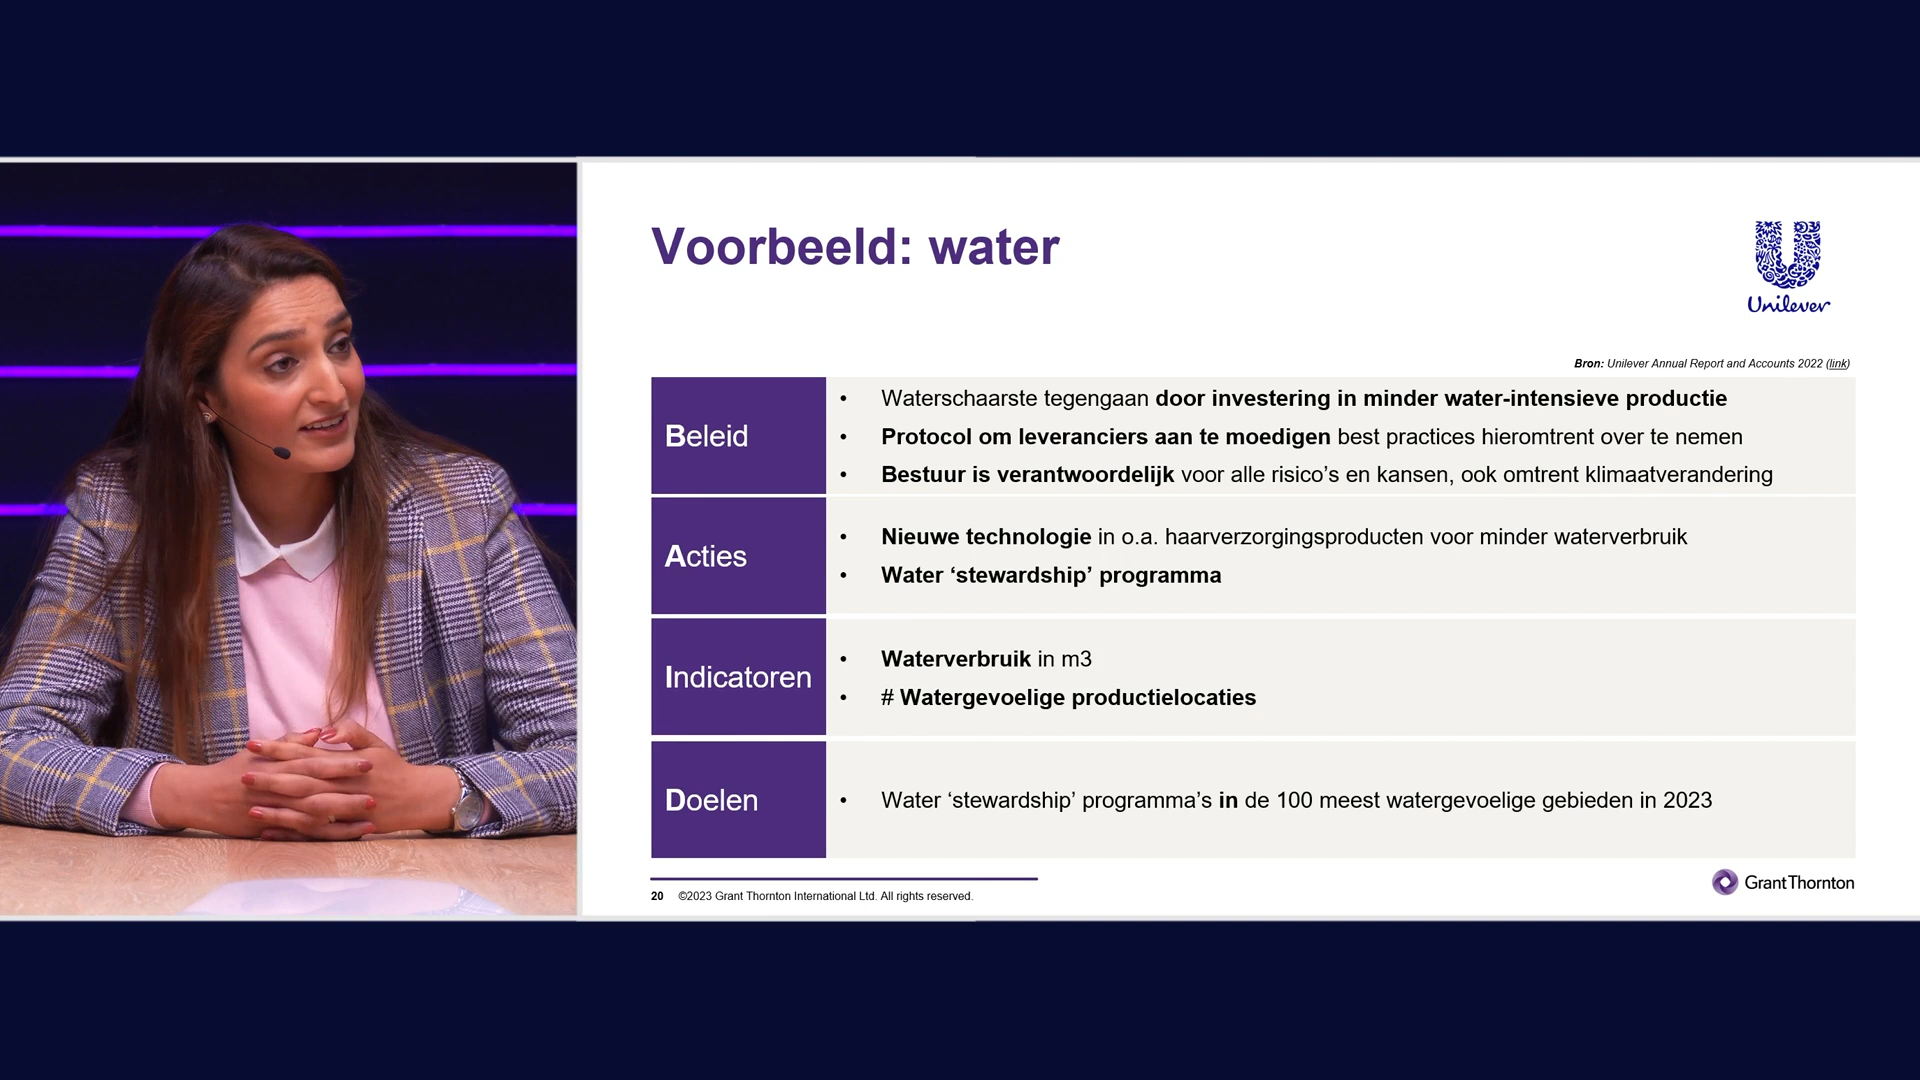 Voorbeeld: water
Unilever
Bron: Unilever Annual Report and Accounts 2022 (link)
Beleid
• Waterschaarste tegengaan door investering in minder water-intensieve productie
• Protocol om leveranciers aan te moedigen best practices hieromtrent over te nemen
• Bestuur is verantwoordelijk voor alle risico’s en kansen, ook omtrent klimaatverandering
Acties
• Nieuwe technologie in o.a. haarverzorgingsproducten voor minder waterverbruik
• Water ‘stewardship’ programma
Indicatoren
• Waterverbruik in m3
• # Watergevoelige productielocaties
Doelen
• Water ‘stewardship’ programma’s in de 100 meest watergevoelige gebieden in 2023
20 ©2023 Grant Thornton International Ltd. All rights reserved.
GrantThornton